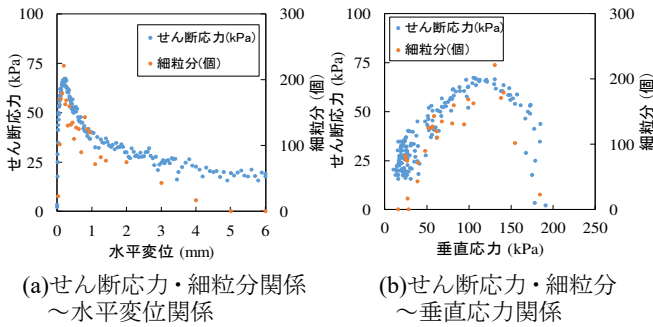 100
75
50
25
0
せん断応力 (kPa)
せん断応力(kPa)
細粒分(個)
300
200
100
0
細粒分 (個)
0 1 2 3 4 5 6
水平変位 (mm)
(a)せん断応力・細粒分関係
～水平変位関係
100
75
50
25
0
せん断応力 (kPa)
せん断応力(kPa)
細粒分(個)
300
200
100
0
細粒分 (個)
0 50 100 150 200 250
垂直応力 (kPa)
(b)せん断応力・細粒分
～垂直応力関係